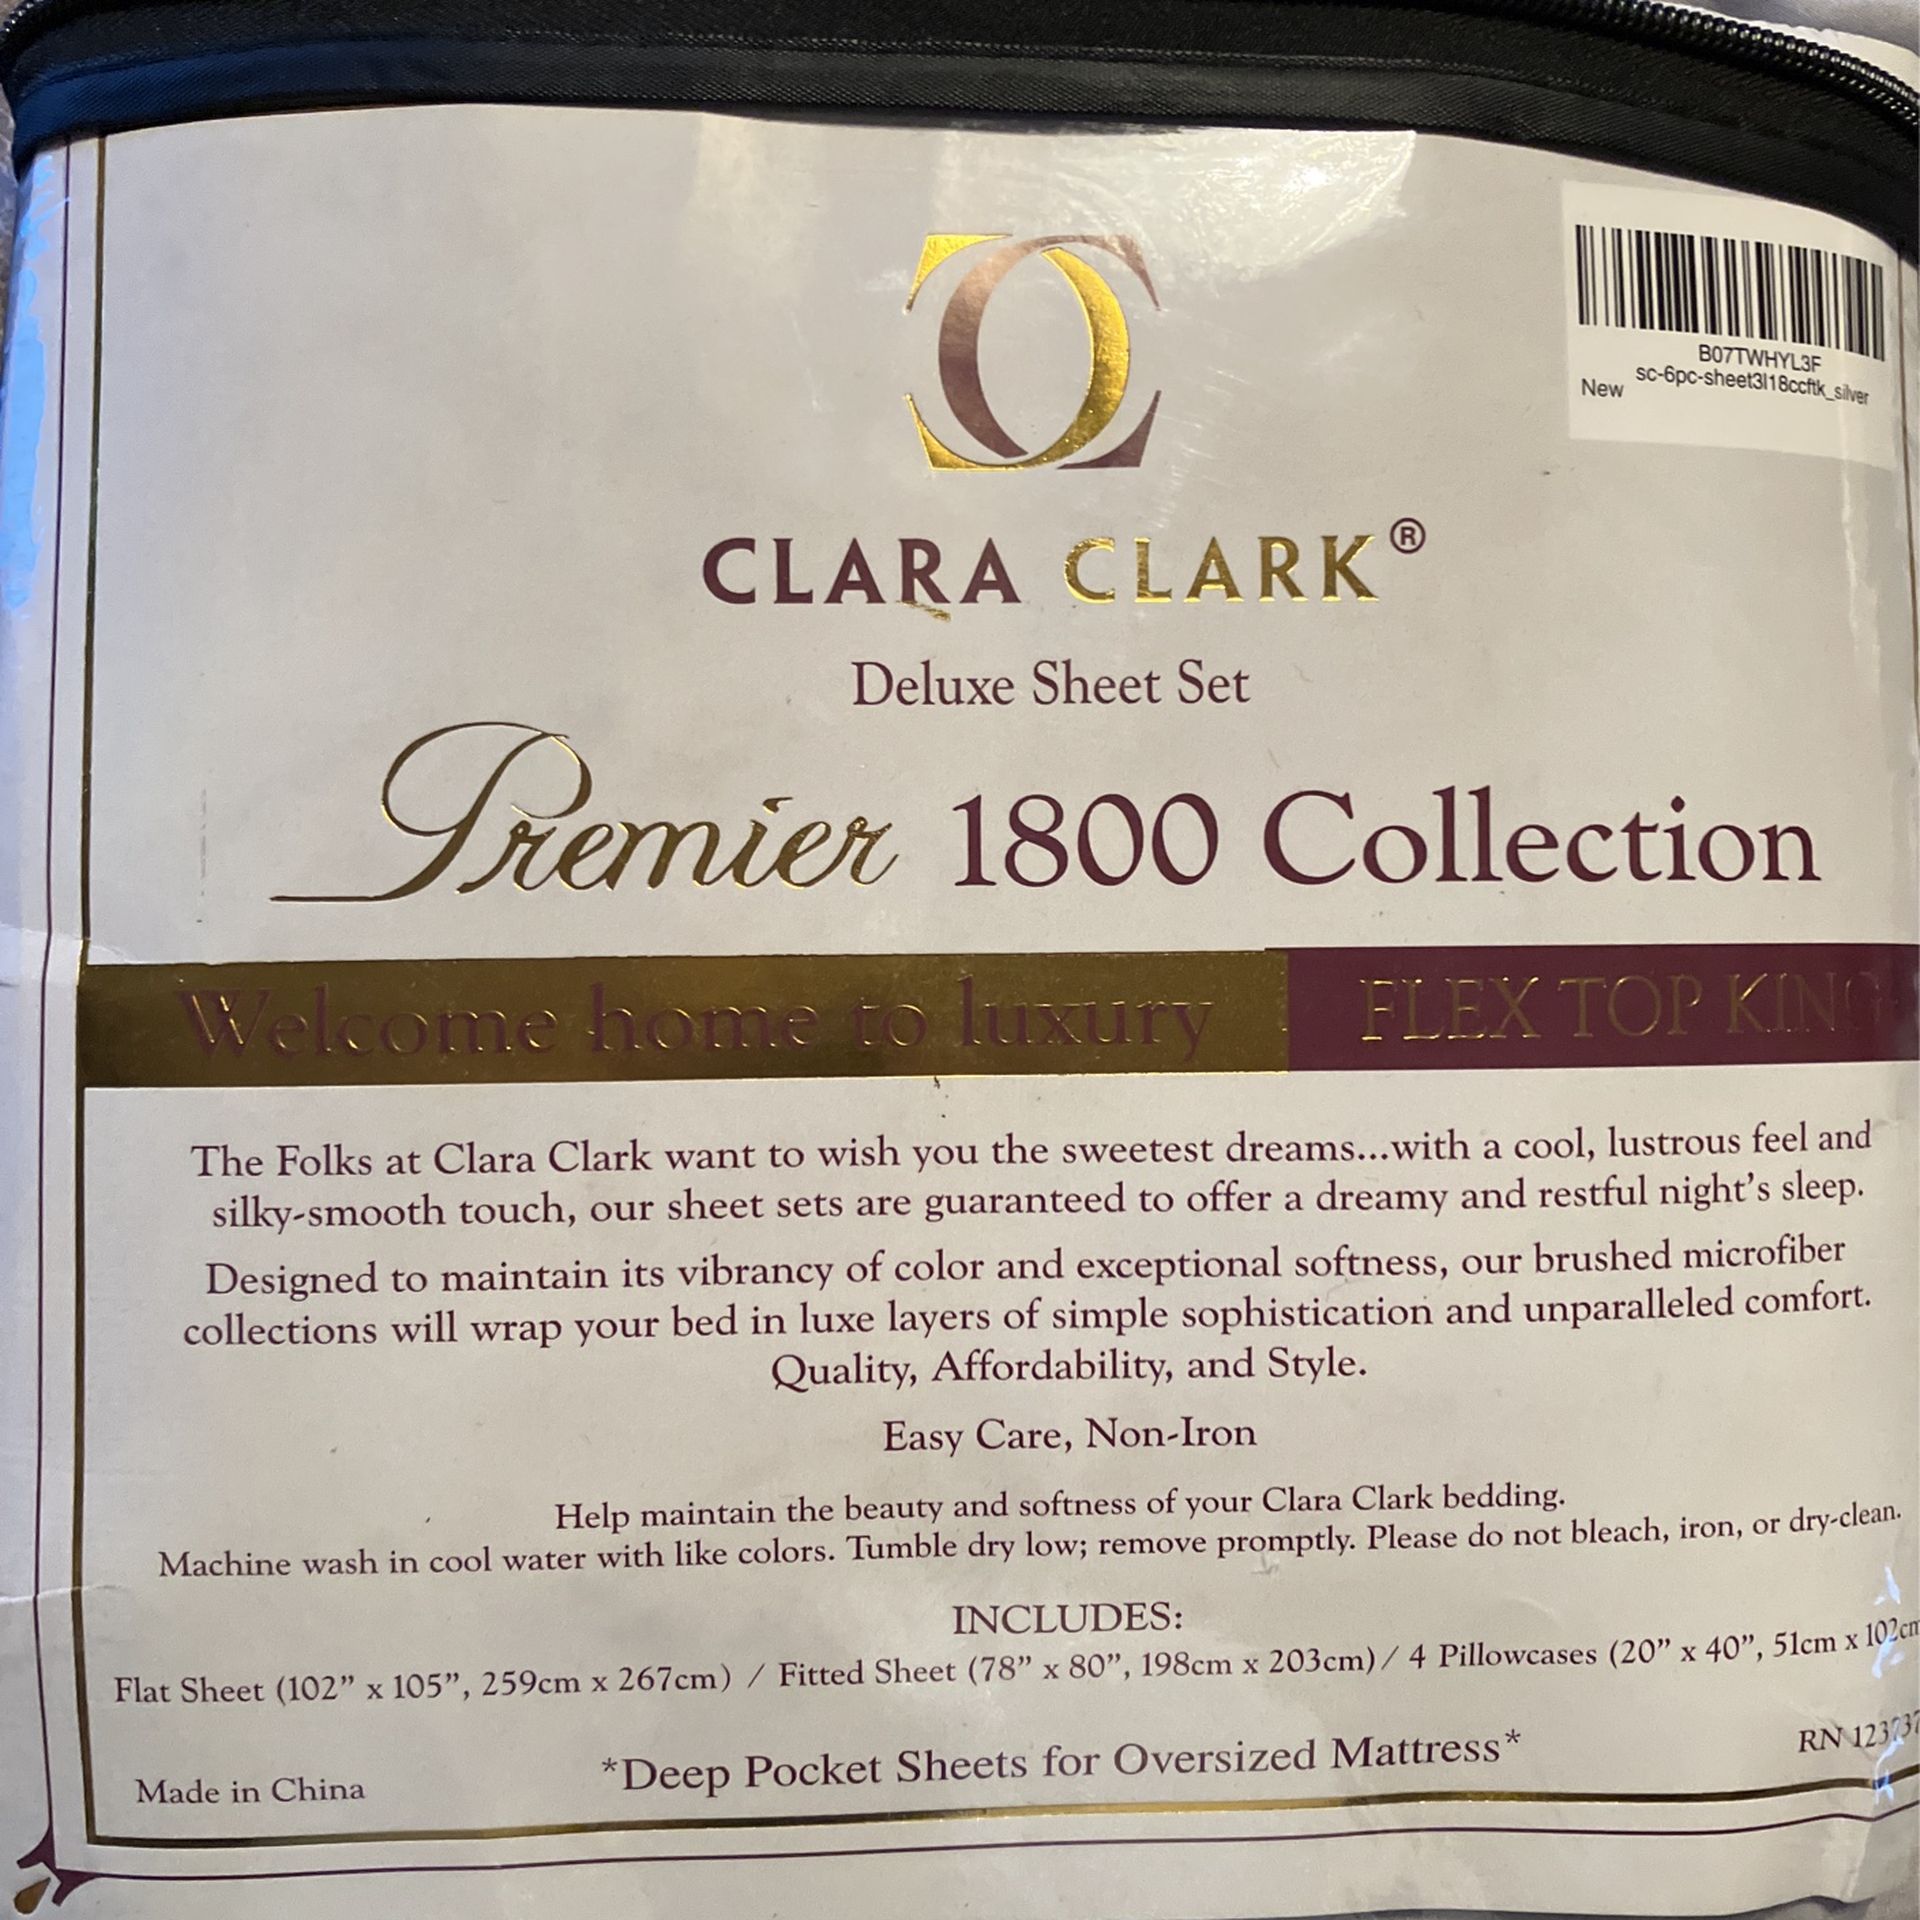 B07TWHYL3F
New sc-6pc-sheet3l18ccftk_silver
CLARA CLARK®
Deluxe Sheet Set
Premier 1800 Collection
Welcome home to luxury FLEX TOP KING
The Folks at Clara Clark want to wish you the sweetest dreams...with a cool, lustrous feel and
silky-smooth touch, our sheet sets are guaranteed to offer a dreamy and restful night's sleep.
Designed to maintain its vibrancy of color and exceptional softness, our brushed microfiber
collections will wrap your bed in luxe layers of simple sophistication and unparalleled comfort.
Quality, Affordability, and Style.
Easy Care, Non-Iron
Help maintain the beauty and softness of your Clara Clark bedding.
Machine wash in cool water with like colors. Tumble dry low; remove promptly. Please do not bleach, iron, or dry-clean.
INCLUDES:
Flat Sheet (102” x 105”, 259cm x 267cm) / Fitted Sheet (78” x 80”, 198cm x 203cm) / 4 Pillowcases (20” x 40”, 51cm x 102cm
*Deep Pocket Sheets for Oversized Mattress*
RN
Made in China